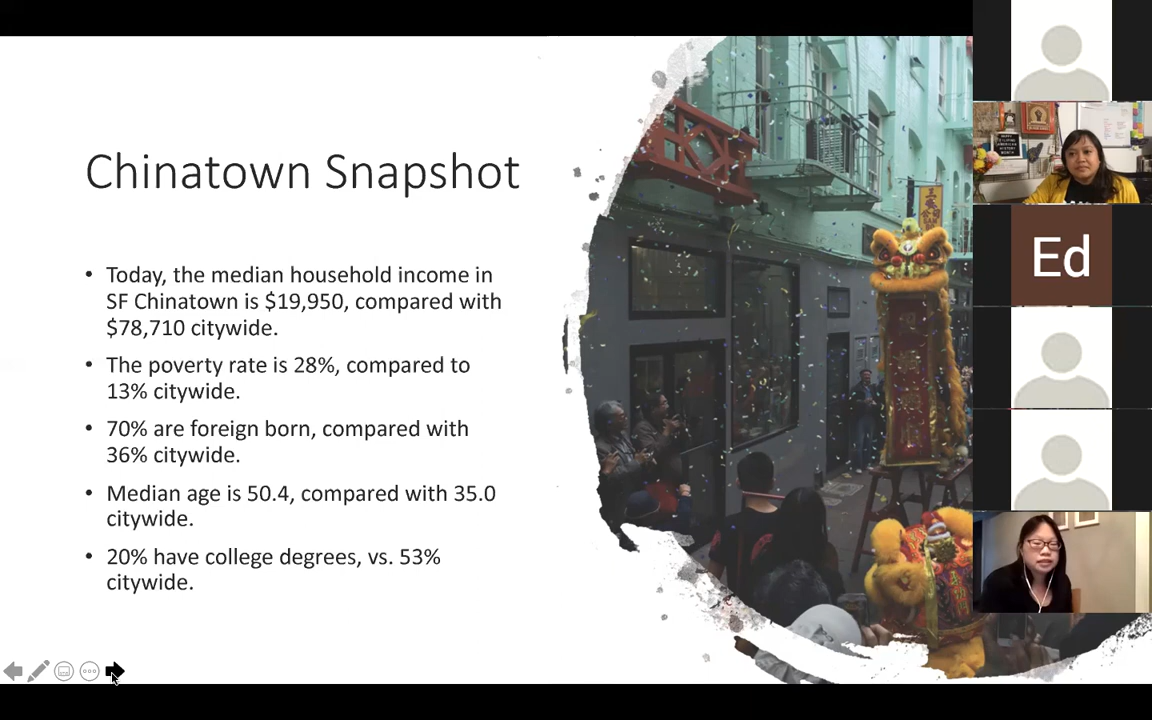 Chinatown Snapshot
• Today, the median household income in
SF Chinatown is $19,950, compared with
$78,710 citywide.
• The poverty rate is 28%, compared to
13% citywide.
• 70% are foreign born, compared with
36% citywide.
• Median age is 50.4, compared with 35.0
citywide.
• 20% have college degrees, vs. 53%
citywide.
Ed